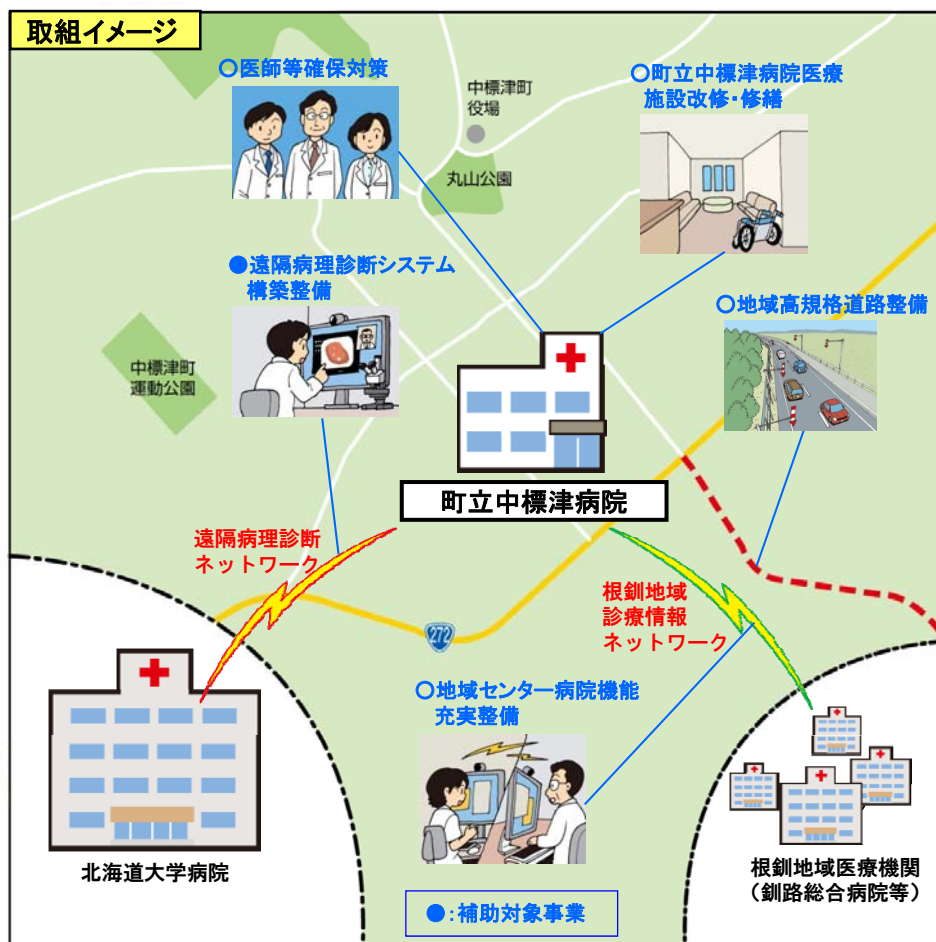 取組イメージ
○医師等確保対策
中標津町
役場
○町立中標津病院医療
施設改修・修繕
丸山公園
●遠隔病理診断システム
構築整備
○地域高規格道路整備
中標津町
運動公園
町立中標津病院
遠隔病理診断
ネットワーク
根釧地域
診療情報
ネットワーク
272
○地域センター病院機能
充実整備
北海道大学病院
根釧地域医療機関
（釧路総合病院等）
●：補助対象事業